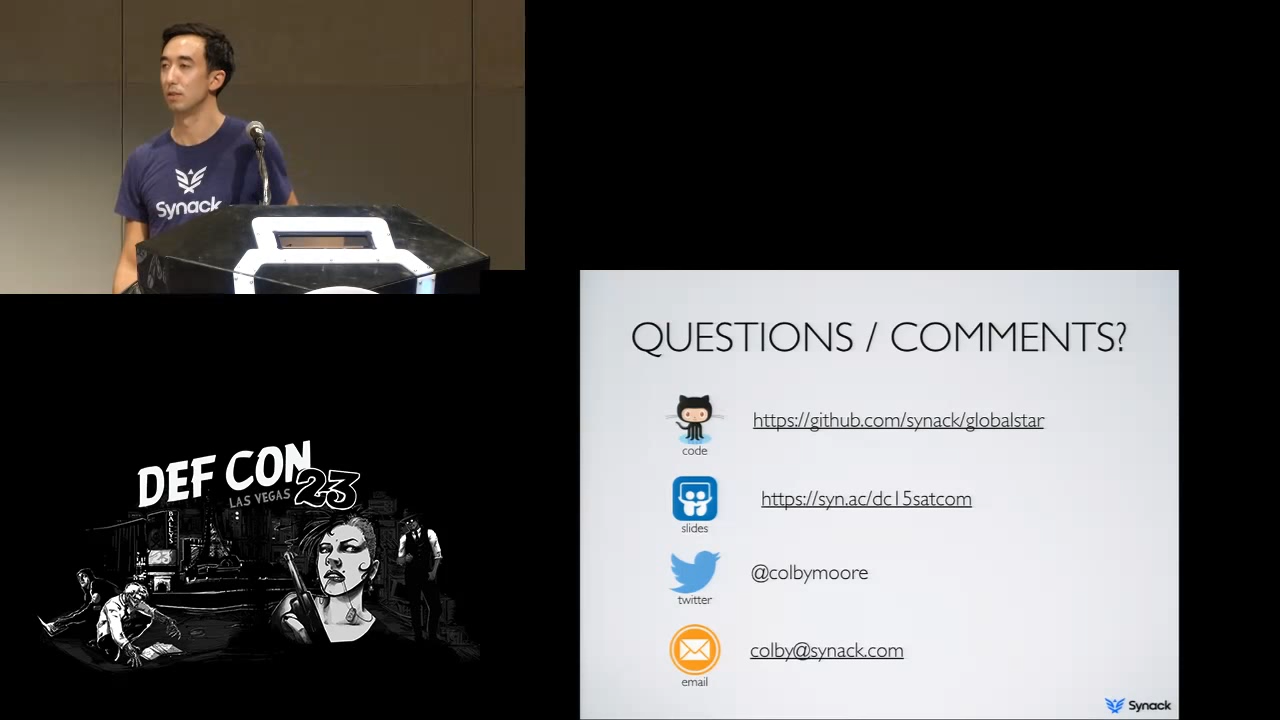 Synack
DEF CON
LAS VEGAS 23
BALLYS
QUESTIONS / COMMENTS?
https://github.com/synack/globalstar
code
https://syn.ac/dc15satcom
slides
@colbymoore
twitter
colby@synack.com
email
Synack